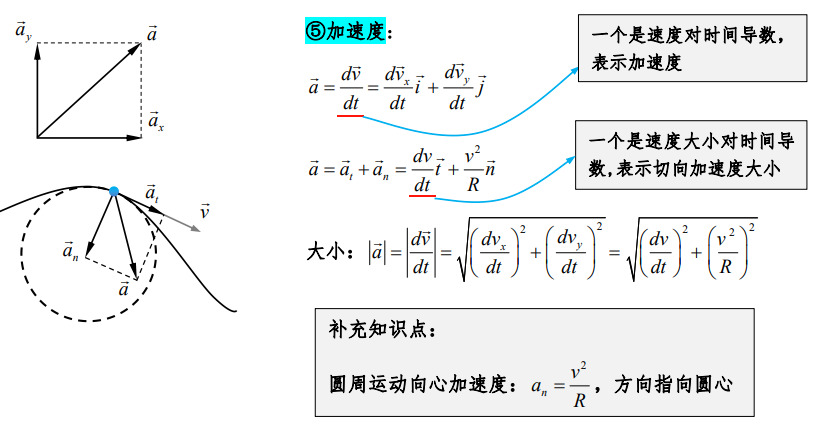 $\vec{a}_y$
$\vec{a}$
$\vec{a}_x$
⑤加速度:
一个是速度对时间导数,
表示加速度
$\vec{a} = \frac{d\vec{v}}{dt} = \frac{d\vec{v}_x}{dt}\vec{i} + \frac{d\vec{v}_y}{dt}\vec{j}$
一个是速度大小对时间导
数,表示切向加速度大小
$\vec{a} = \vec{a}_t + \vec{a}_n = \frac{dv}{dt}\vec{t} + \frac{v^2}{R}\vec{n}$
$\vec{a}_t$
$\vec{v}$
$\vec{a}_n$
$\vec{a}$
大小: $|\vec{a}| = \left|\frac{d\vec{v}}{dt}\right| = \sqrt{\left(\frac{dv_x}{dt}\right)^2 + \left(\frac{dv_y}{dt}\right)^2} = \sqrt{\left(\frac{dv}{dt}\right)^2 + \left(\frac{v^2}{R}\right)^2}$
补充知识点:
圆周运动向心加速度: $a_n = \frac{v^2}{R}$,方向指向圆心